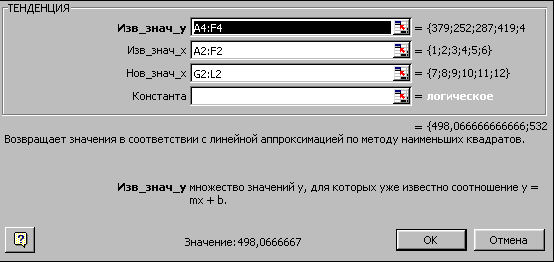 ТЕНДЕНЦИЯ
Изв_знач_y A4:F4 = {379;252;287;419;4
Изв_знач_x A2:F2 = {1;2;3;4;5;6}
Нов_знач_x G2:L2 = {7;8;9;10;11;12}
Константа = логическое
= {498,066666666666;532
Возвращает значения в соответствии с линейной аппроксимацией по методу наименьших квадратов.
Изв_знач_y множество значений y, для которых уже известно соотношение y =
mx + b.
Значение:498,0666667 OK Отмена